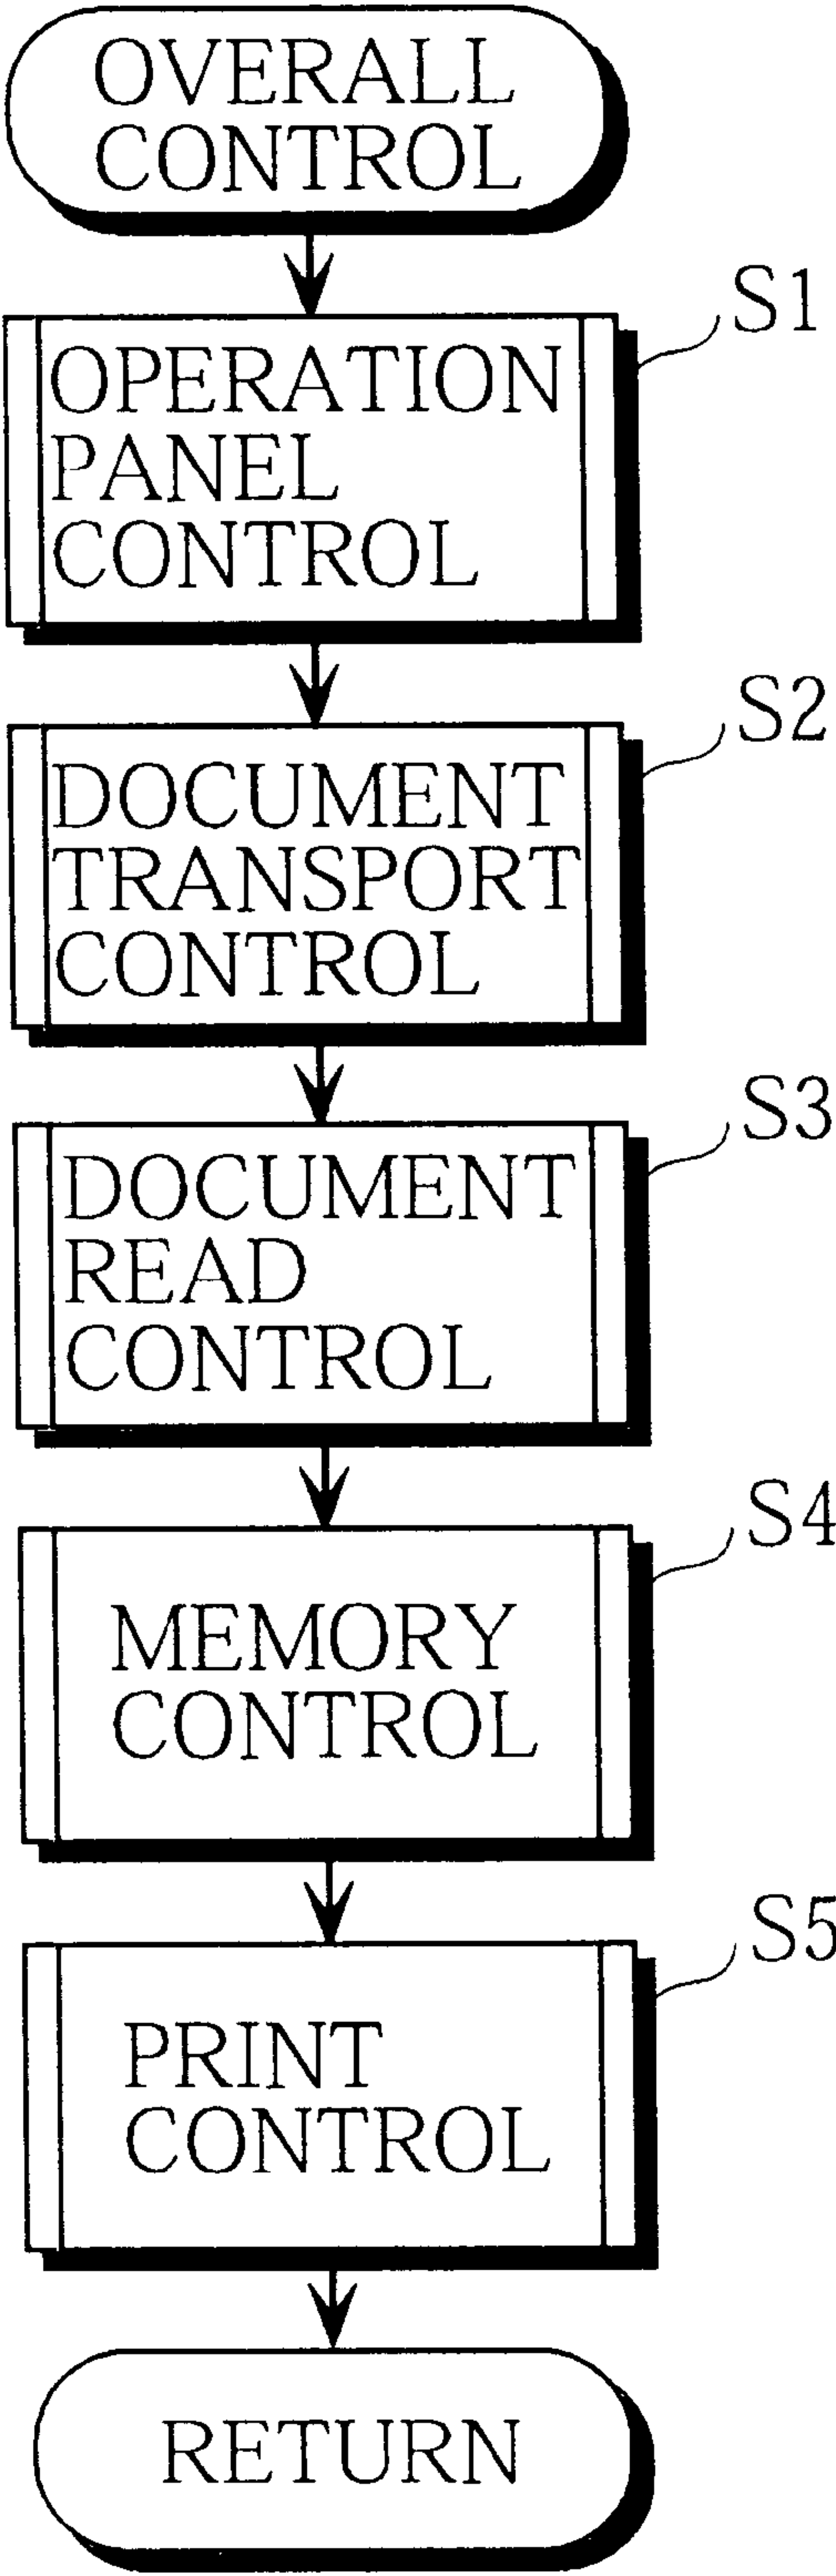 OVERALL
CONTROL
S1
OPERATION
PANEL
CONTROL
S2
DOCUMENT
TRANSPORT
CONTROL
S3
DOCUMENT
READ
CONTROL
S4
MEMORY
CONTROL
S5
PRINT
CONTROL
RETURN